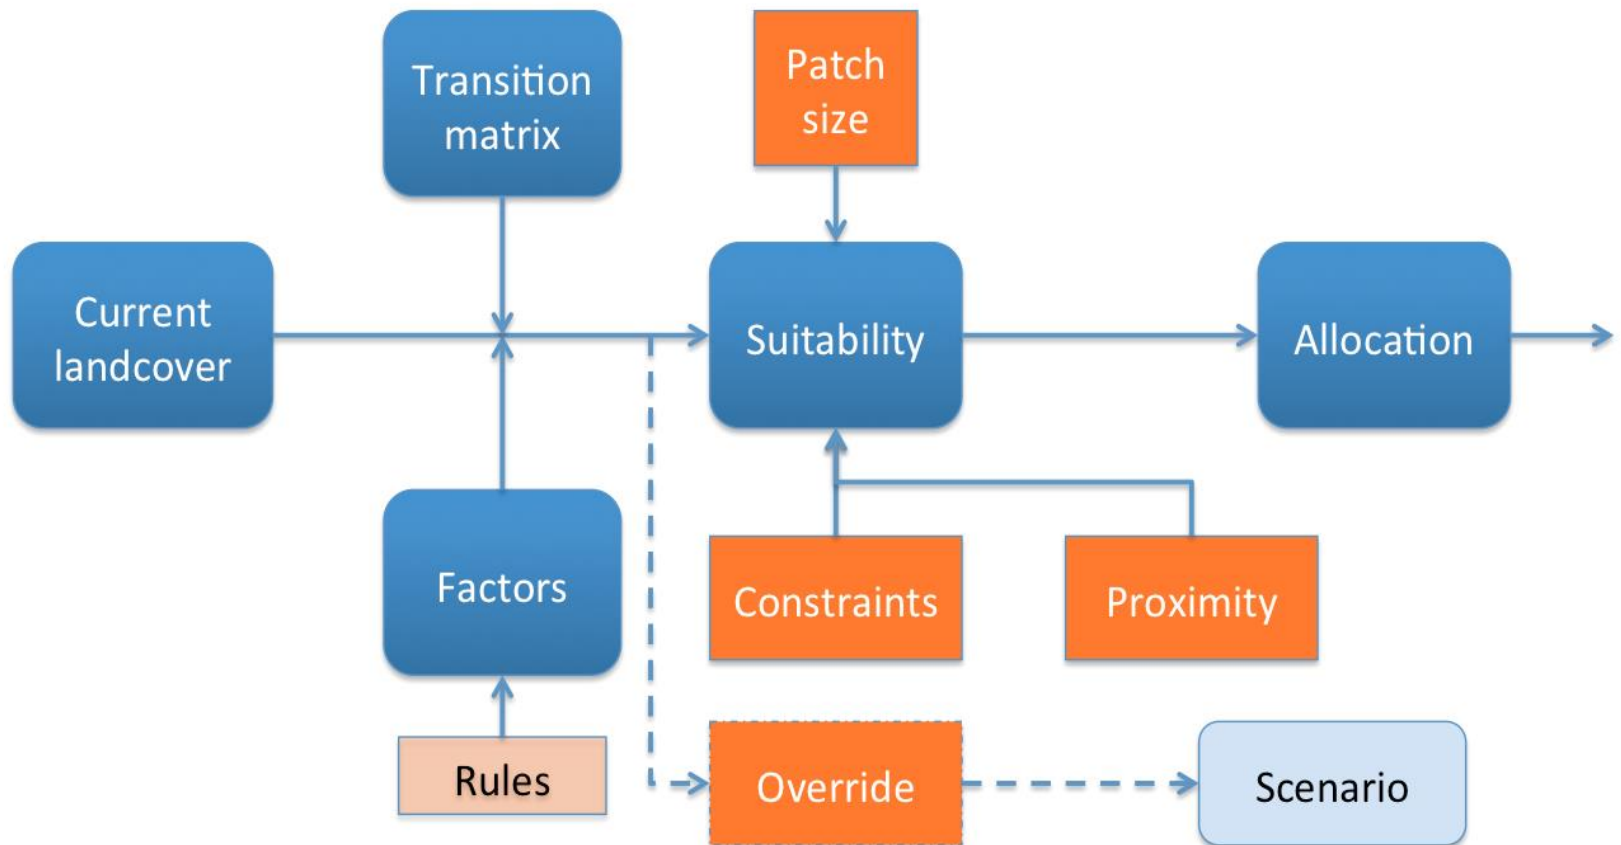 Transition
matrix
Patch
size
Current
landcover
Suitability
Allocation
Factors
Constraints
Proximity
Rules
Override
Scenario